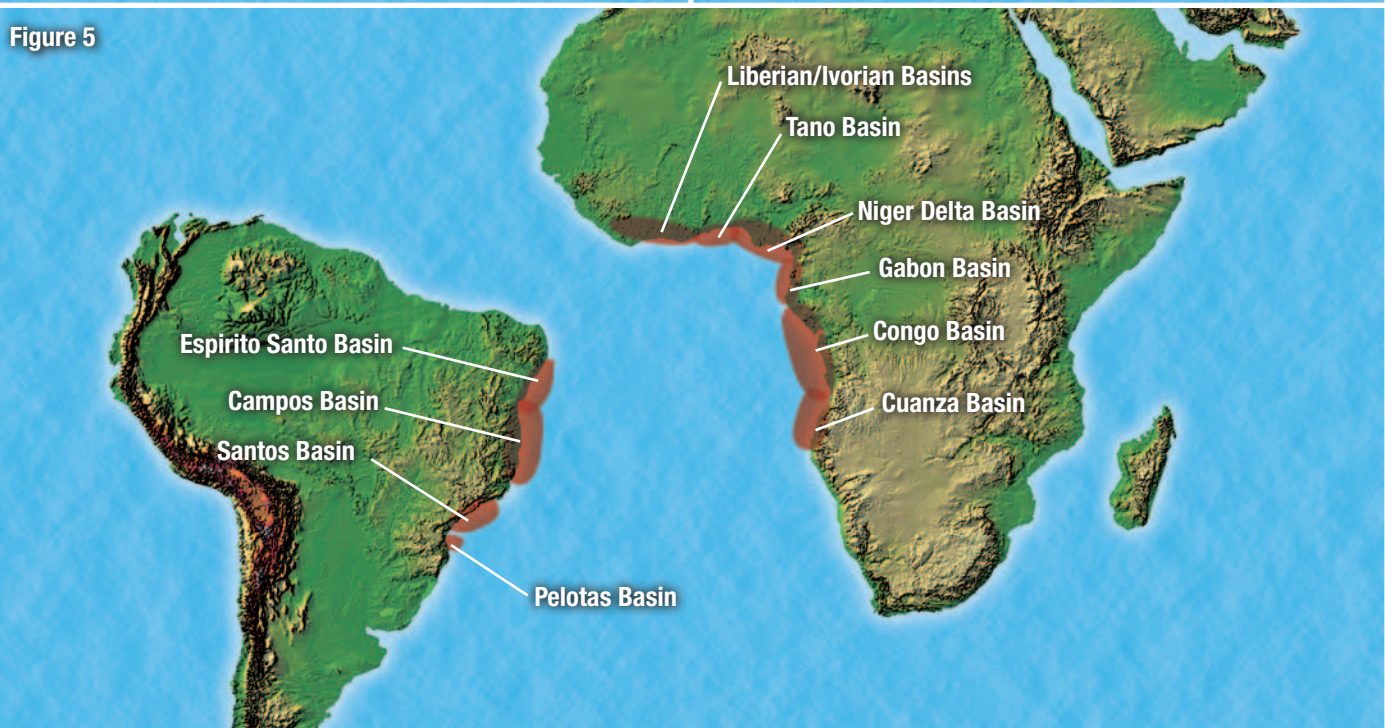 Figure 5
Liberian/Ivorian Basins
Tano Basin
Niger Delta Basin
Gabon Basin
Espirito Santo Basin
Congo Basin
Campos Basin
Cuanza Basin
Santos Basin
Pelotas Basin